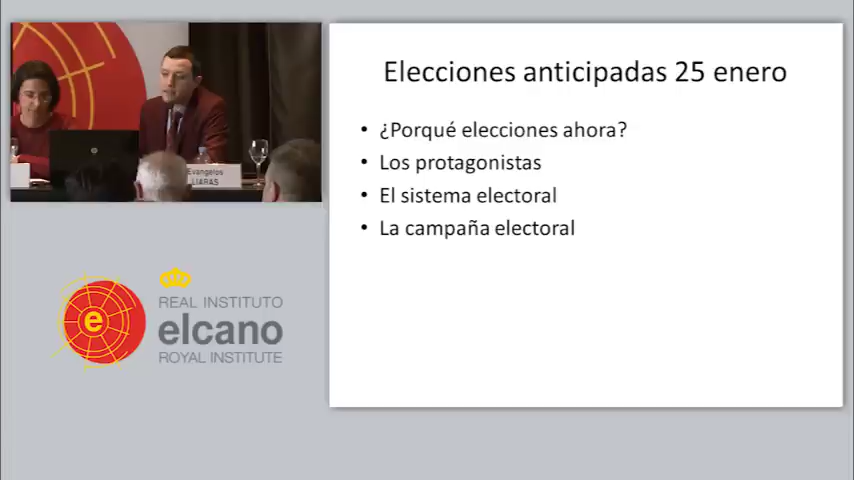 Evangelos
LIARAS
Elecciones anticipadas 25 enero
• ¿Porqué elecciones ahora?
• Los protagonistas
• El sistema electoral
• La campaña electoral
e
REAL INSTITUTO
elcano
ROYAL INSTITUTE